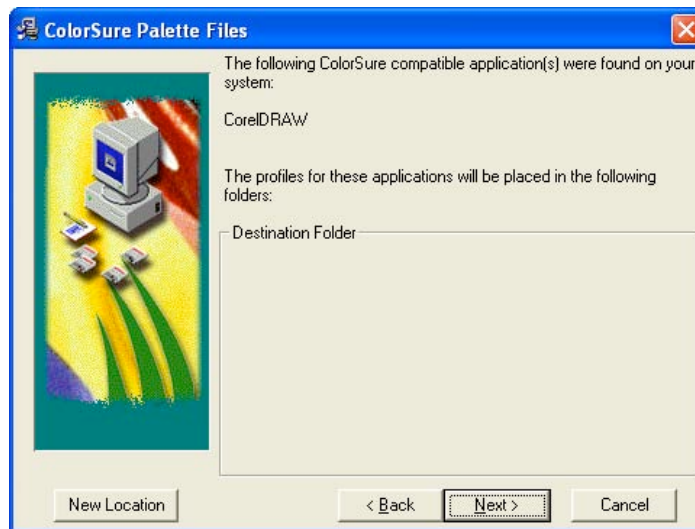 ColorSure Palette Files
The following ColorSure compatible application(s) were found on your
system:
CorelDRAW
The profiles for these applications will be placed in the following
folders:
Destination Folder
New Location
< Back
Next >
Cancel